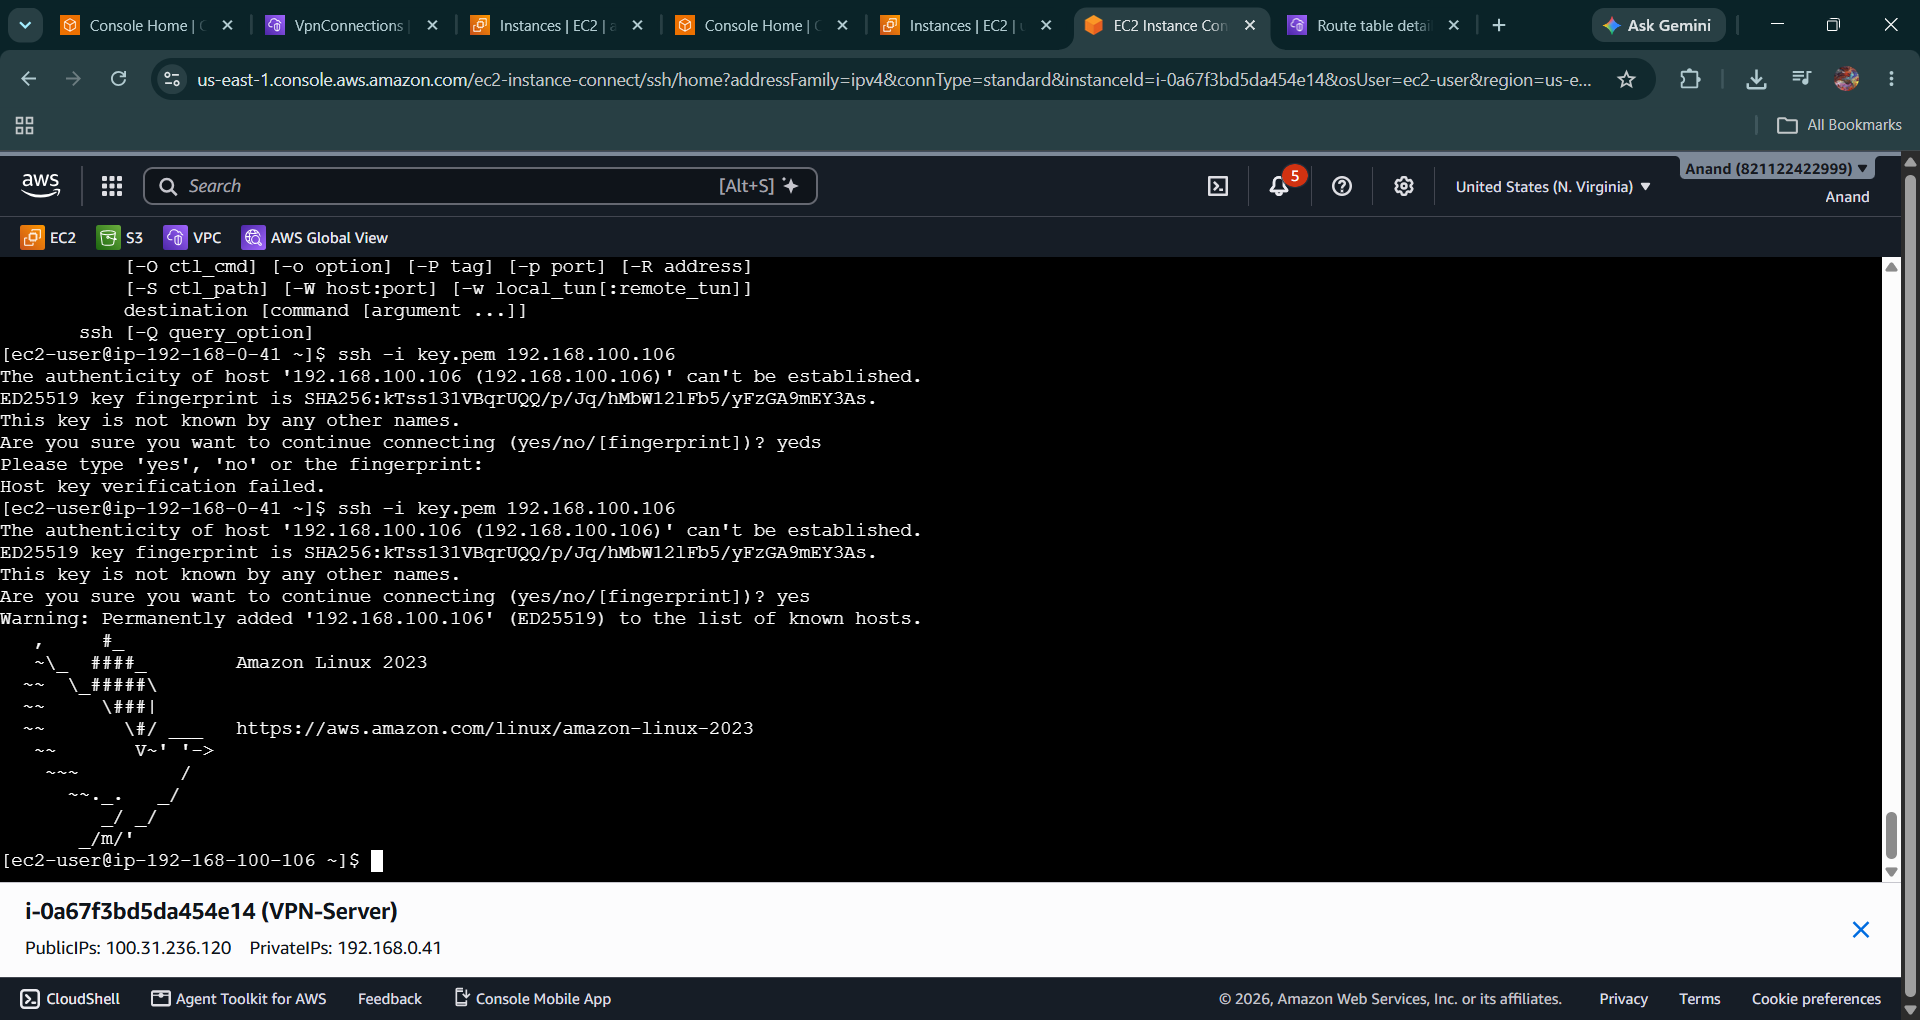 Console Home | C
VpnConnections |
Instances | EC2 | a
Console Home | C
Instances | EC2 | u
EC2 Instance Con
Route table detai
Ask Gemini
us-east-1.console.aws.amazon.com/ec2-instance-connect/ssh/home?addressFamily=ipv4&connType=standard&instanceId=i-0a67f3bd5da454e14&osUser=ec2-user&region=us-e...
All Bookmarks
aws
Search
[Alt+S]
5
United States (N. Virginia)
Anand (821122422999)
Anand
EC2
S3
VPC
AWS Global View
[-O ctl_cmd] [-o option] [-P tag] [-p port] [-R address]
[-S ctl_path] [-W host:port] [-w local_tun[:remote_tun]]
destination [command [argument ...]]
ssh [-Q query_option]
[ec2-user@ip-192-168-0-41 ~]$ ssh -i key.pem 192.168.100.106
The authenticity of host '192.168.100.106 (192.168.100.106)' can't be established.
ED25519 key fingerprint is SHA256:kTss131VBqrUQQ/p/Jq/hMbW12lFb5/yFzGA9mEY3As.
This key is not known by any other names.
Are you sure you want to continue connecting (yes/no/[fingerprint])? yeds
Please type 'yes', 'no' or the fingerprint:
Host key verification failed.
[ec2-user@ip-192-168-0-41 ~]$ ssh -i key.pem 192.168.100.106
The authenticity of host '192.168.100.106 (192.168.100.106)' can't be established.
ED25519 key fingerprint is SHA256:kTss131VBqrUQQ/p/Jq/hMbW12lFb5/yFzGA9mEY3As.
This key is not known by any other names.
Are you sure you want to continue connecting (yes/no/[fingerprint])? yes
Warning: Permanently added '192.168.100.106' (ED25519) to the list of known hosts.
   ,     #_
   ~\_  ####_        Amazon Linux 2023
  ~~  \_#####\
  ~~     \###|
  ~~       \#/ ___   https://aws.amazon.com/linux/amazon-linux-2023
   ~~       V~' '->
    ~~~         /
      ~~._.   _/
         _/ _/
       _/m/'
[ec2-user@ip-192-168-100-106 ~]$
i-0a67f3bd5da454e14 (VPN-Server)
PublicIPs: 100.31.236.120 PrivateIPs: 192.168.0.41
CloudShell
Agent Toolkit for AWS
Feedback
Console Mobile App
© 2026, Amazon Web Services, Inc. or its affiliates.
Privacy
Terms
Cookie preferences